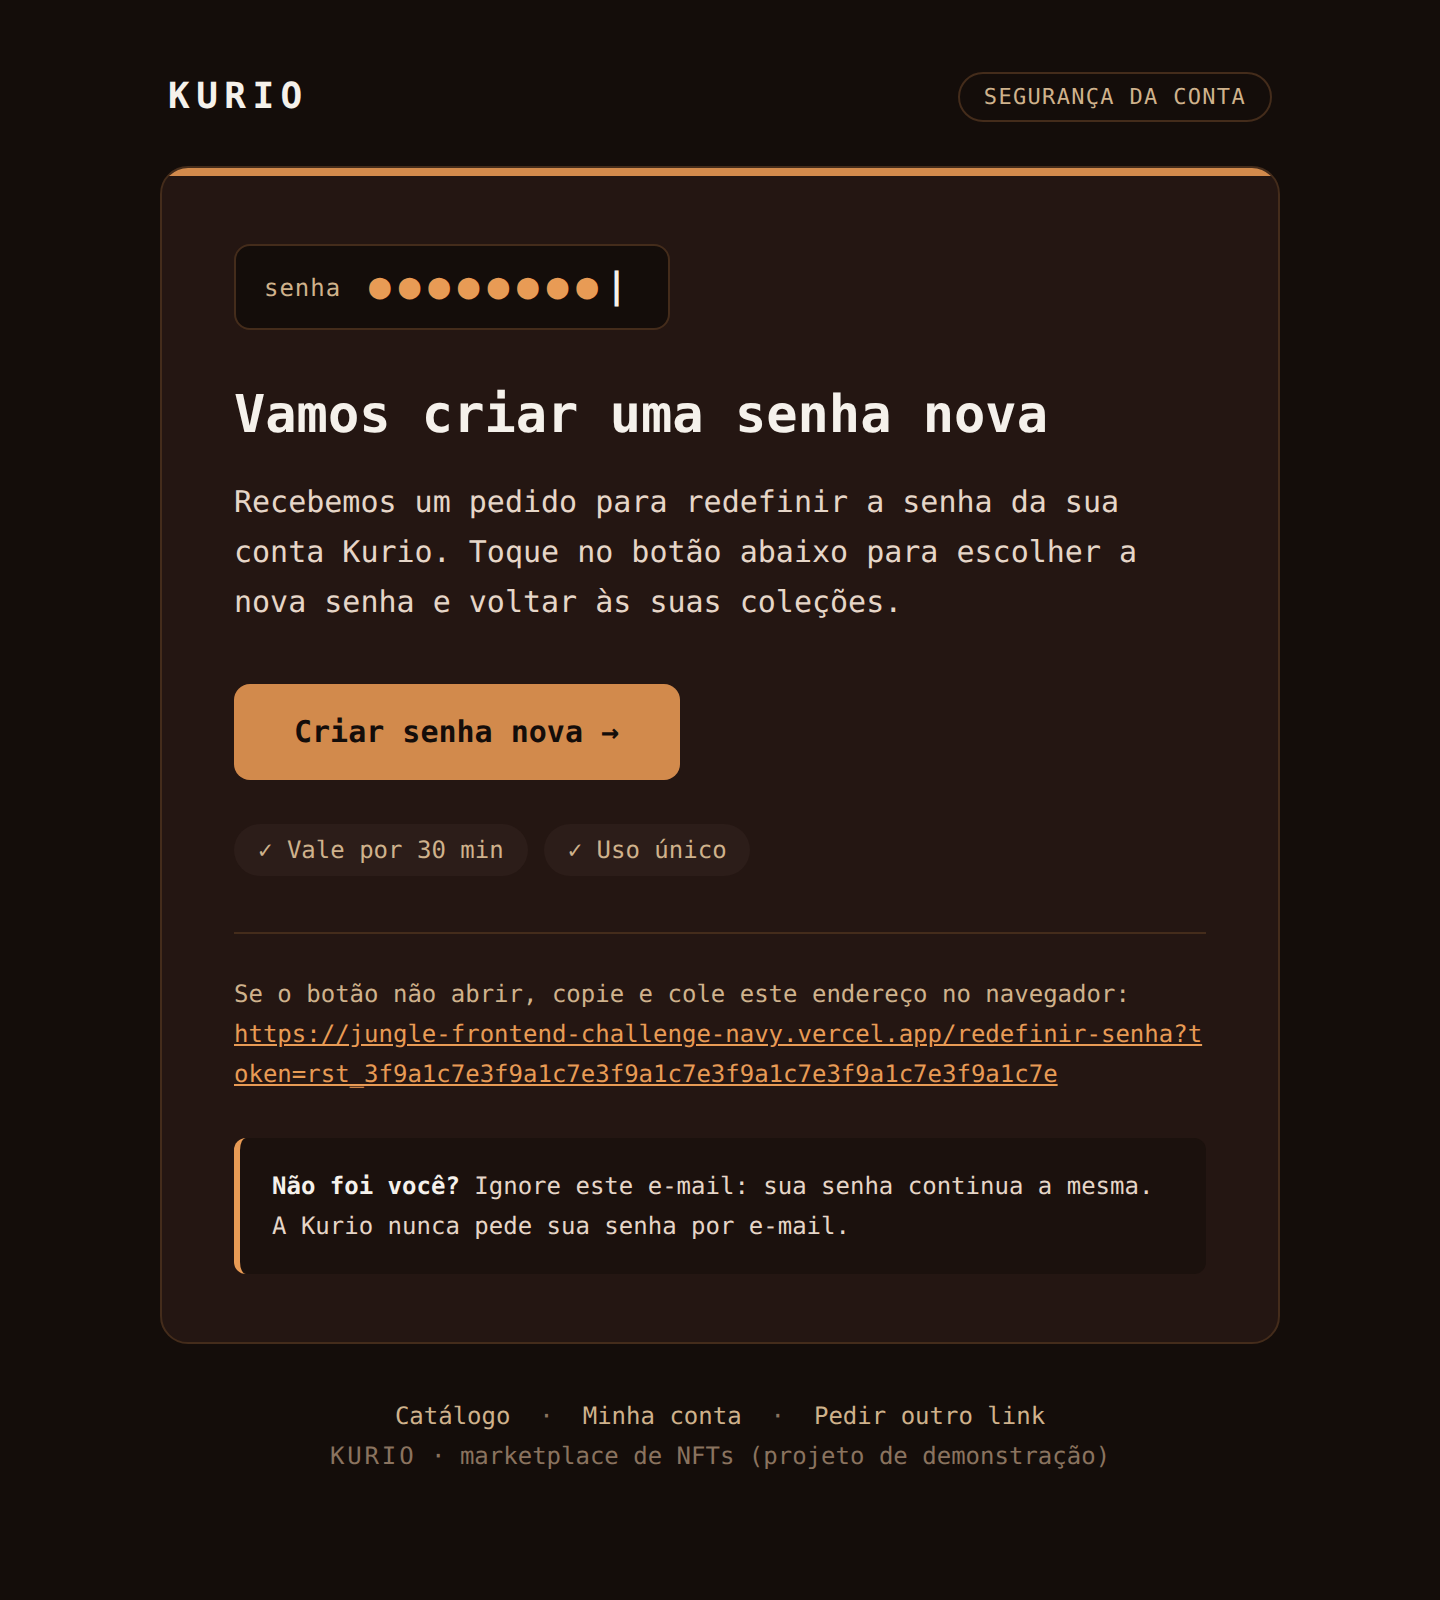 KURIO
SEGURANÇA DA CONTA
senha ●●●●●●●●|
Vamos criar uma senha nova
Recebemos um pedido para redefinir a senha da sua
conta Kurio. Toque no botão abaixo para escolher a
nova senha e voltar às suas coleções.
Criar senha nova →
✓ Vale por 30 min
✓ Uso único
Se o botão não abrir, copie e cole este endereço no navegador:
https://jungle-frontend-challenge-navy.vercel.app/redefinir-senha?t
oken=rst_3f9a1c7e3f9a1c7e3f9a1c7e3f9a1c7e3f9a1c7e3f9a1c7e
Não foi você? Ignore este e-mail: sua senha continua a mesma.
A Kurio nunca pede sua senha por e-mail.
Catálogo · Minha conta · Pedir outro link
KURIO · marketplace de NFTs (projeto de demonstração)